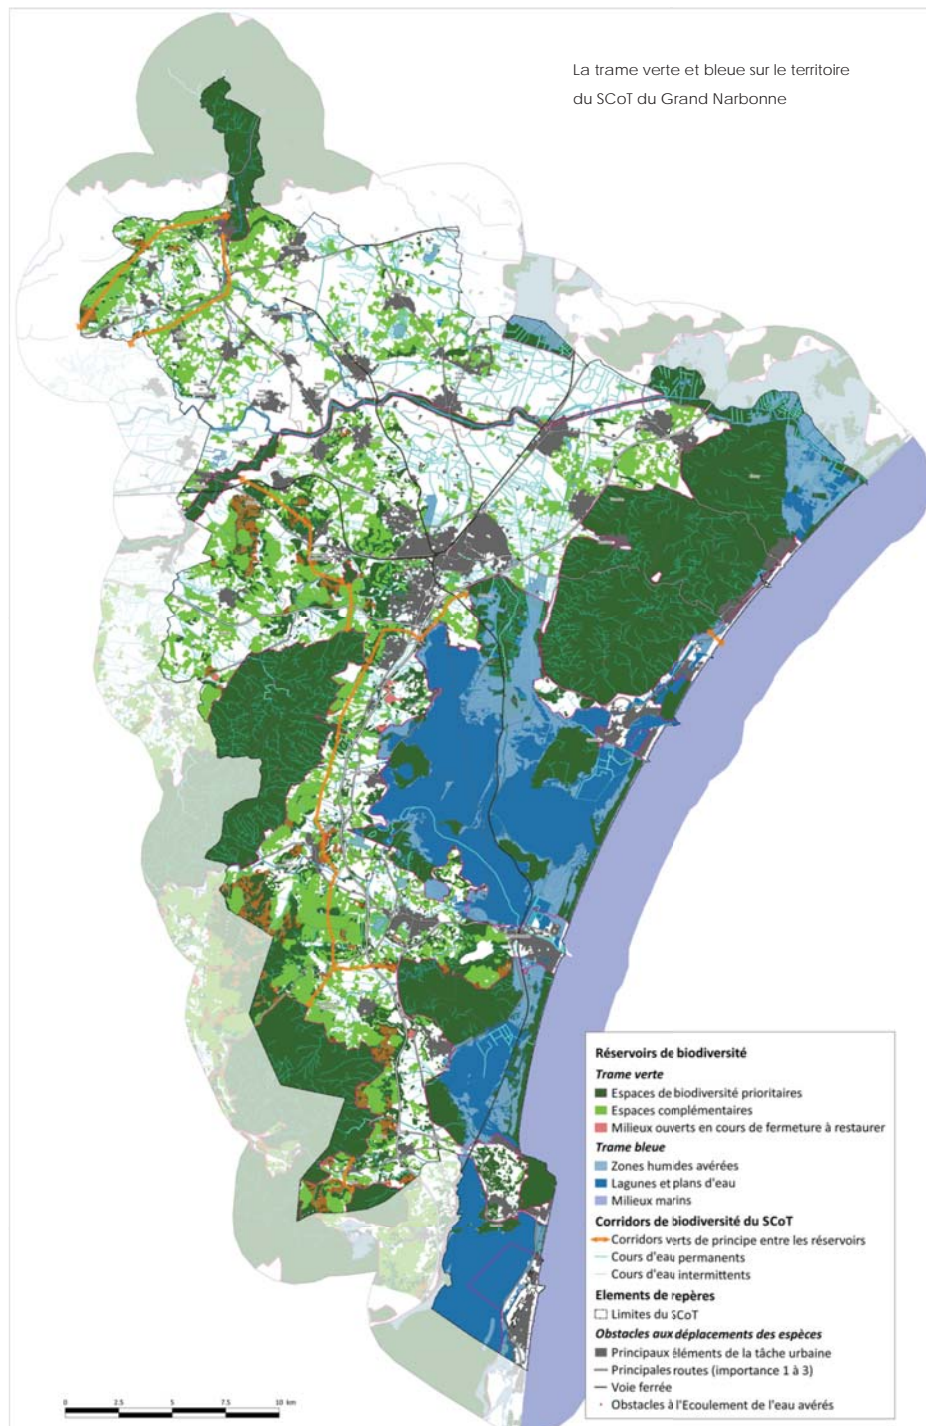 La trame verte et bleue sur le territoire
du SCoT du Grand Narbonne
Réservoirs de biodiversité
Trame verte
Espaces de biodiversité prioritaires
Espaces complémentaires
Milieux ouverts en cours de fermeture à restaurer
Trame bleue
Zones humides avérées
Lagunes et plans d'eau
Milieux marins
Corridors de biodiversité du SCoT
Corridors verts de principe entre les réservoirs
Cours d'eau permanents
Cours d'eau intermittents
Elements de repères
Limites du SCoT
Obstacles aux déplacements des espèces
Principaux éléments de la tâche urbaine
Principales routes (importance 1 à 3)
Voie ferrée
Obstacles à l'Ecoulement de l'eau avérés
0 2.5 5 7.5 10 km